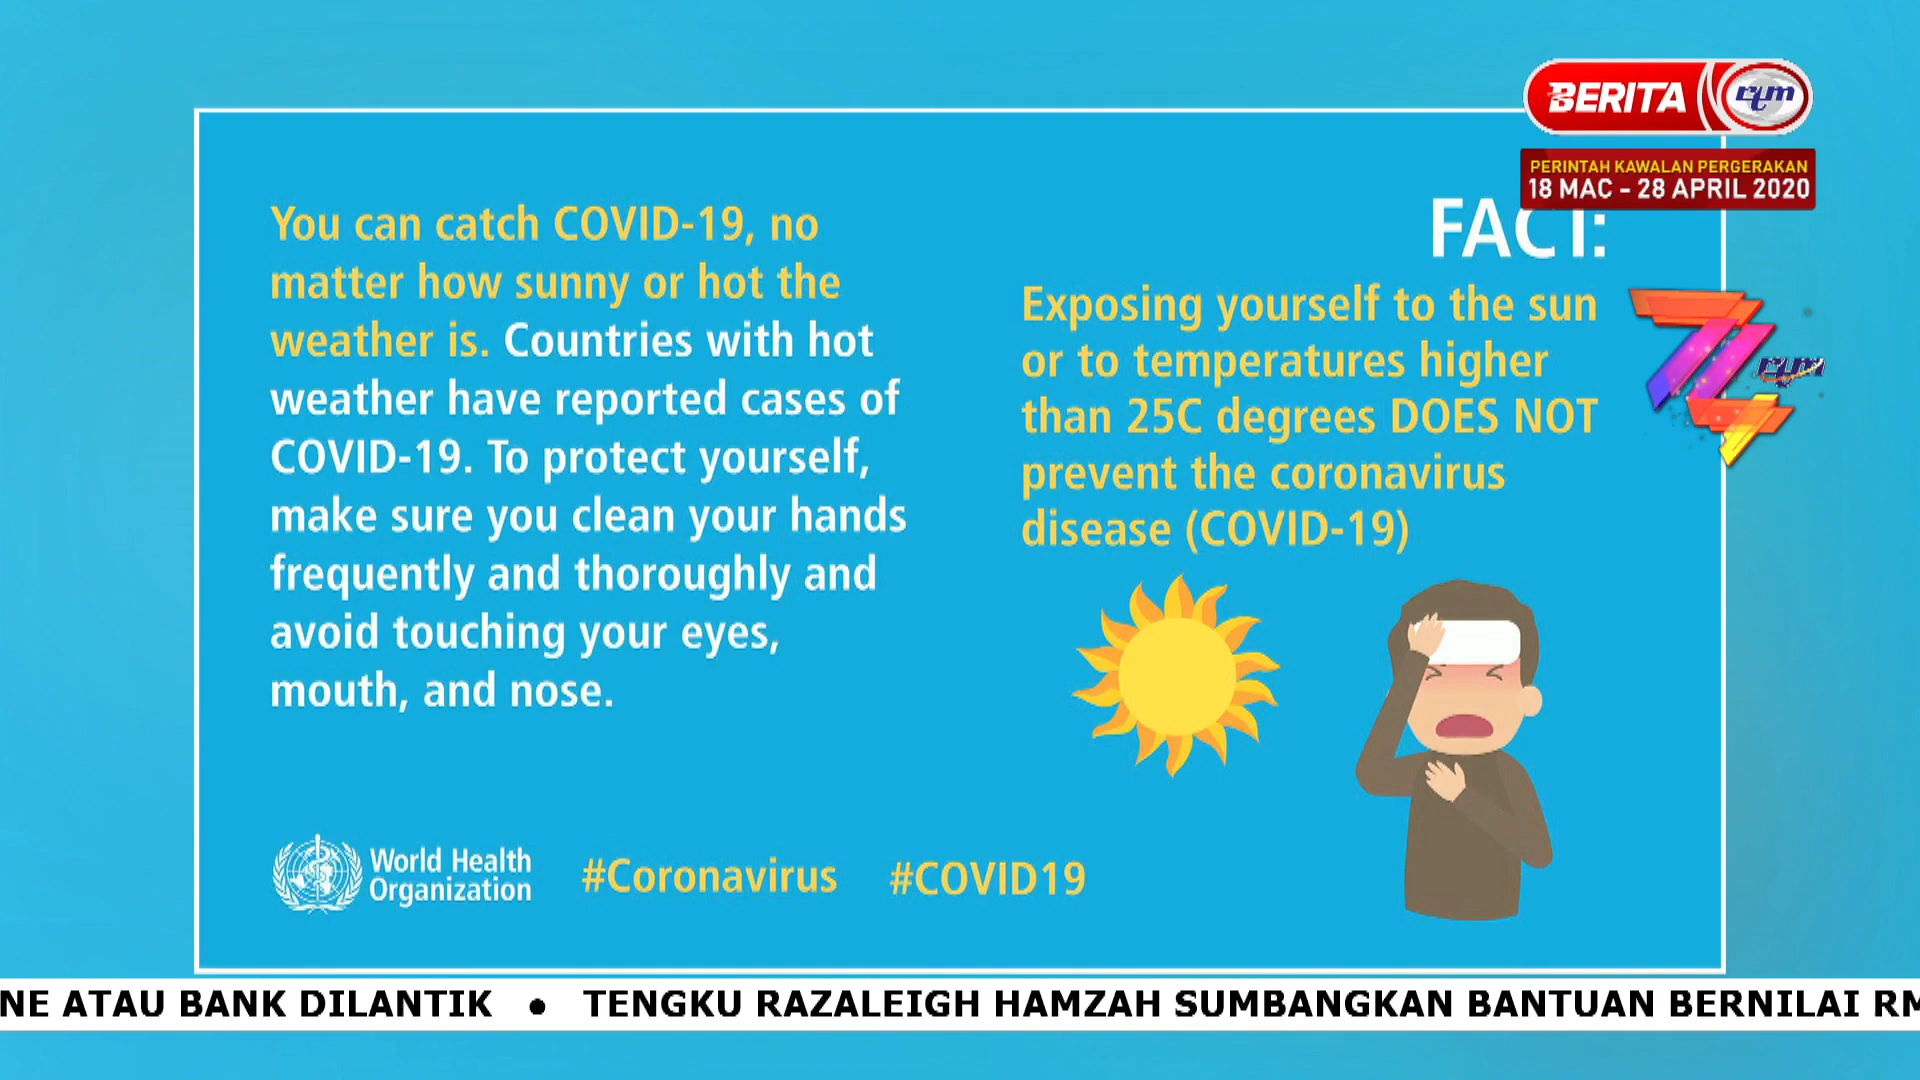 BERITA rtm
PERINTAH KAWALAN PERGERAKAN
18 MAC - 28 APRIL 2020
You can catch COVID-19, no
matter how sunny or hot the
weather is. Countries with hot
weather have reported cases of
COVID-19. To protect yourself,
make sure you clean your hands
frequently and thoroughly and
avoid touching your eyes,
mouth, and nose.
FACT:
Exposing yourself to the sun
or to temperatures higher
than 25C degrees DOES NOT
prevent the coronavirus
disease (COVID-19)
rtm
World Health
Organization
#Coronavirus #COVID19
NE ATAU BANK DILANTIK • TENGKU RAZALEIGH HAMZAH SUMBANGKAN BANTUAN BERNILAI RM